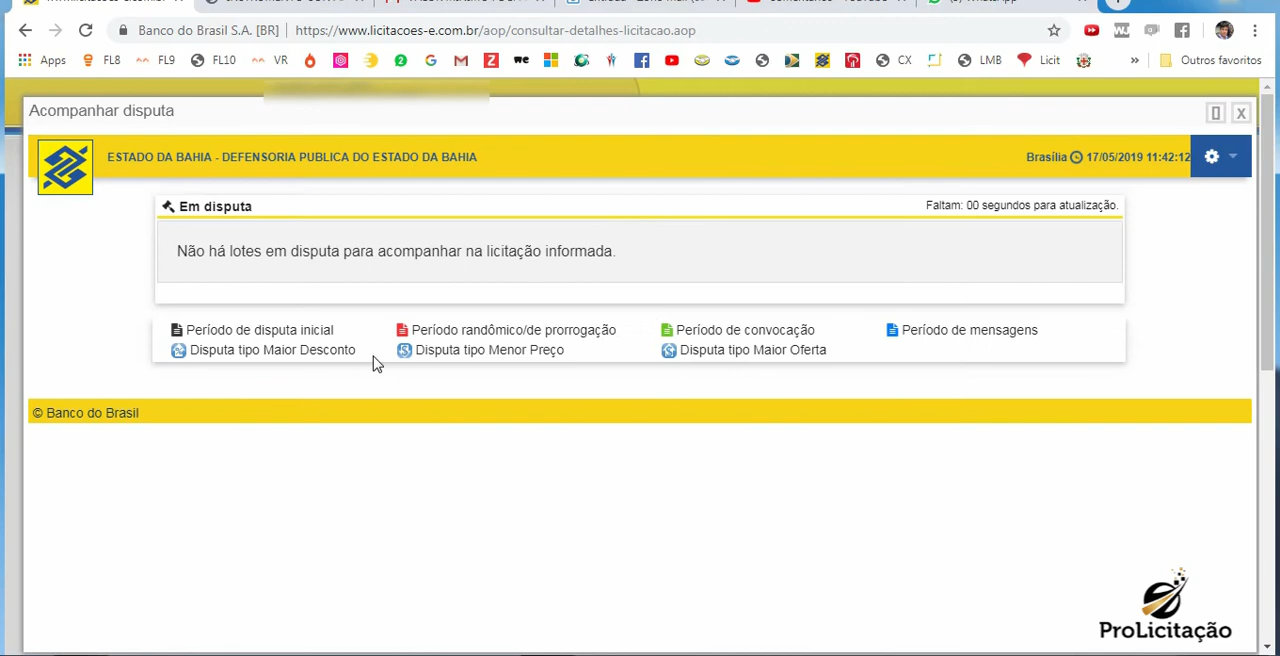 Banco do Brasil S.A. [BR] https://www.licitacoes-e.com.br/aop/consultar-detalhes-licitacao.aop
Apps FL8 FL9 FL10 VR CX LMB Licit » Outros favoritos
Acompanhar disputa X
ESTADO DA BAHIA - DEFENSORIA PUBLICA DO ESTADO DA BAHIA Brasília 17/05/2019 11:42:12
Em disputa Faltam: 00 segundos para atualização.
Não há lotes em disputa para acompanhar na licitação informada.
Período de disputa inicial Período randômico/de prorrogação Período de convocação Período de mensagens
Disputa tipo Maior Desconto Disputa tipo Menor Preço Disputa tipo Maior Oferta
© Banco do Brasil
ProLicitação